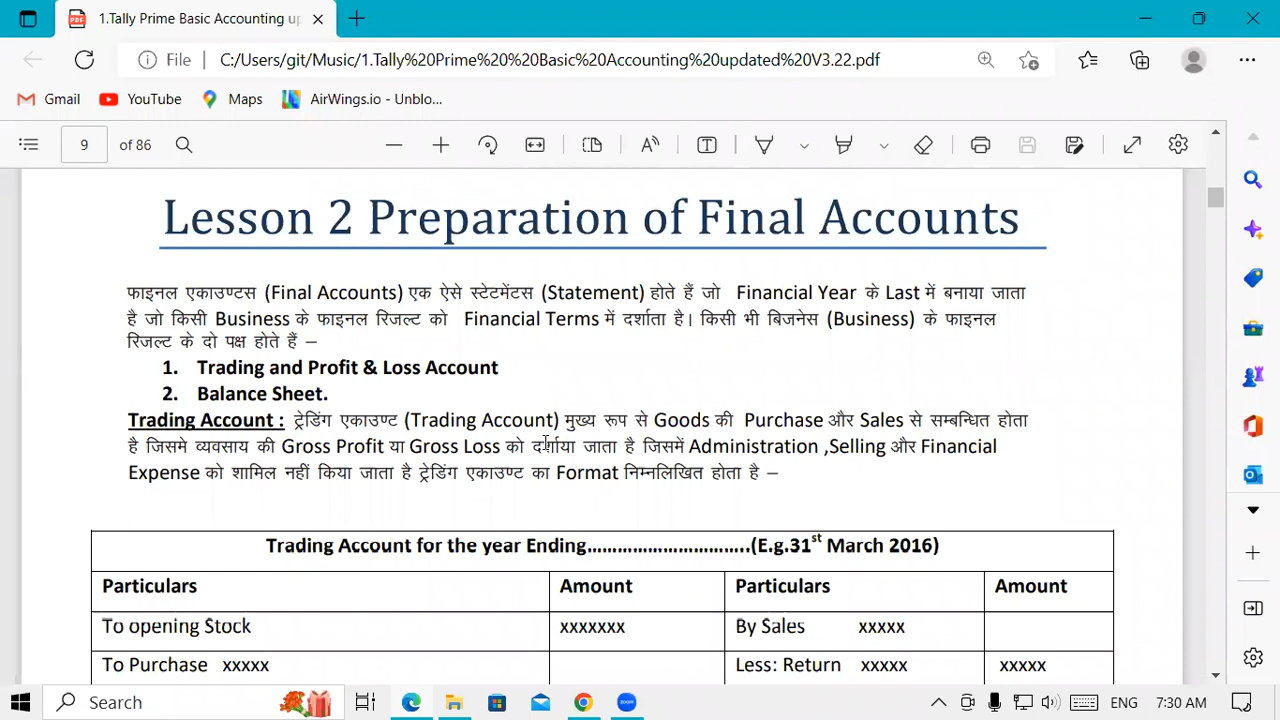 1.Tally Prime Basic Accounting up
File C:/Users/git/Music/1.Tally%20Prime%20%20Basic%20Accounting%20updated%20V3.22.pdf
Gmail YouTube Maps AirWings.io - Unblo...
9 of 86
Lesson 2 Preparation of Final Accounts
फाइनल एकाउण्टस (Final Accounts) एक ऐसे स्टेटमेंटस (Statement) होते हैं जो Financial Year के Last में बनाया जाता
है जो किसी Business के फाइनल रिजल्ट को Financial Terms में दर्शाता है। किसी भी बिजनेस (Business) के फाइनल
रिजल्ट के दो पक्ष होते हैं –
1. Trading and Profit & Loss Account
2. Balance Sheet.
Trading Account : ट्रेडिंग एकाउण्ट (Trading Account) मुख्य रूप से Goods की Purchase और Sales से सम्बन्धित होता
है जिसमे व्यवसाय की Gross Profit या Gross Loss को दर्शाया जाता है जिसमें Administration ,Selling और Financial
Expense को शामिल नहीं किया जाता है ट्रेडिंग एकाउण्ट का Format निम्नलिखित होता है –
Trading Account for the year Ending…………………………..(E.g.31st March 2016)
Particulars Amount Particulars Amount
To opening Stock xxxxxxx By Sales xxxxx
To Purchase xxxxx Less: Return xxxxx xxxxx
Search ENG 7:30 AM